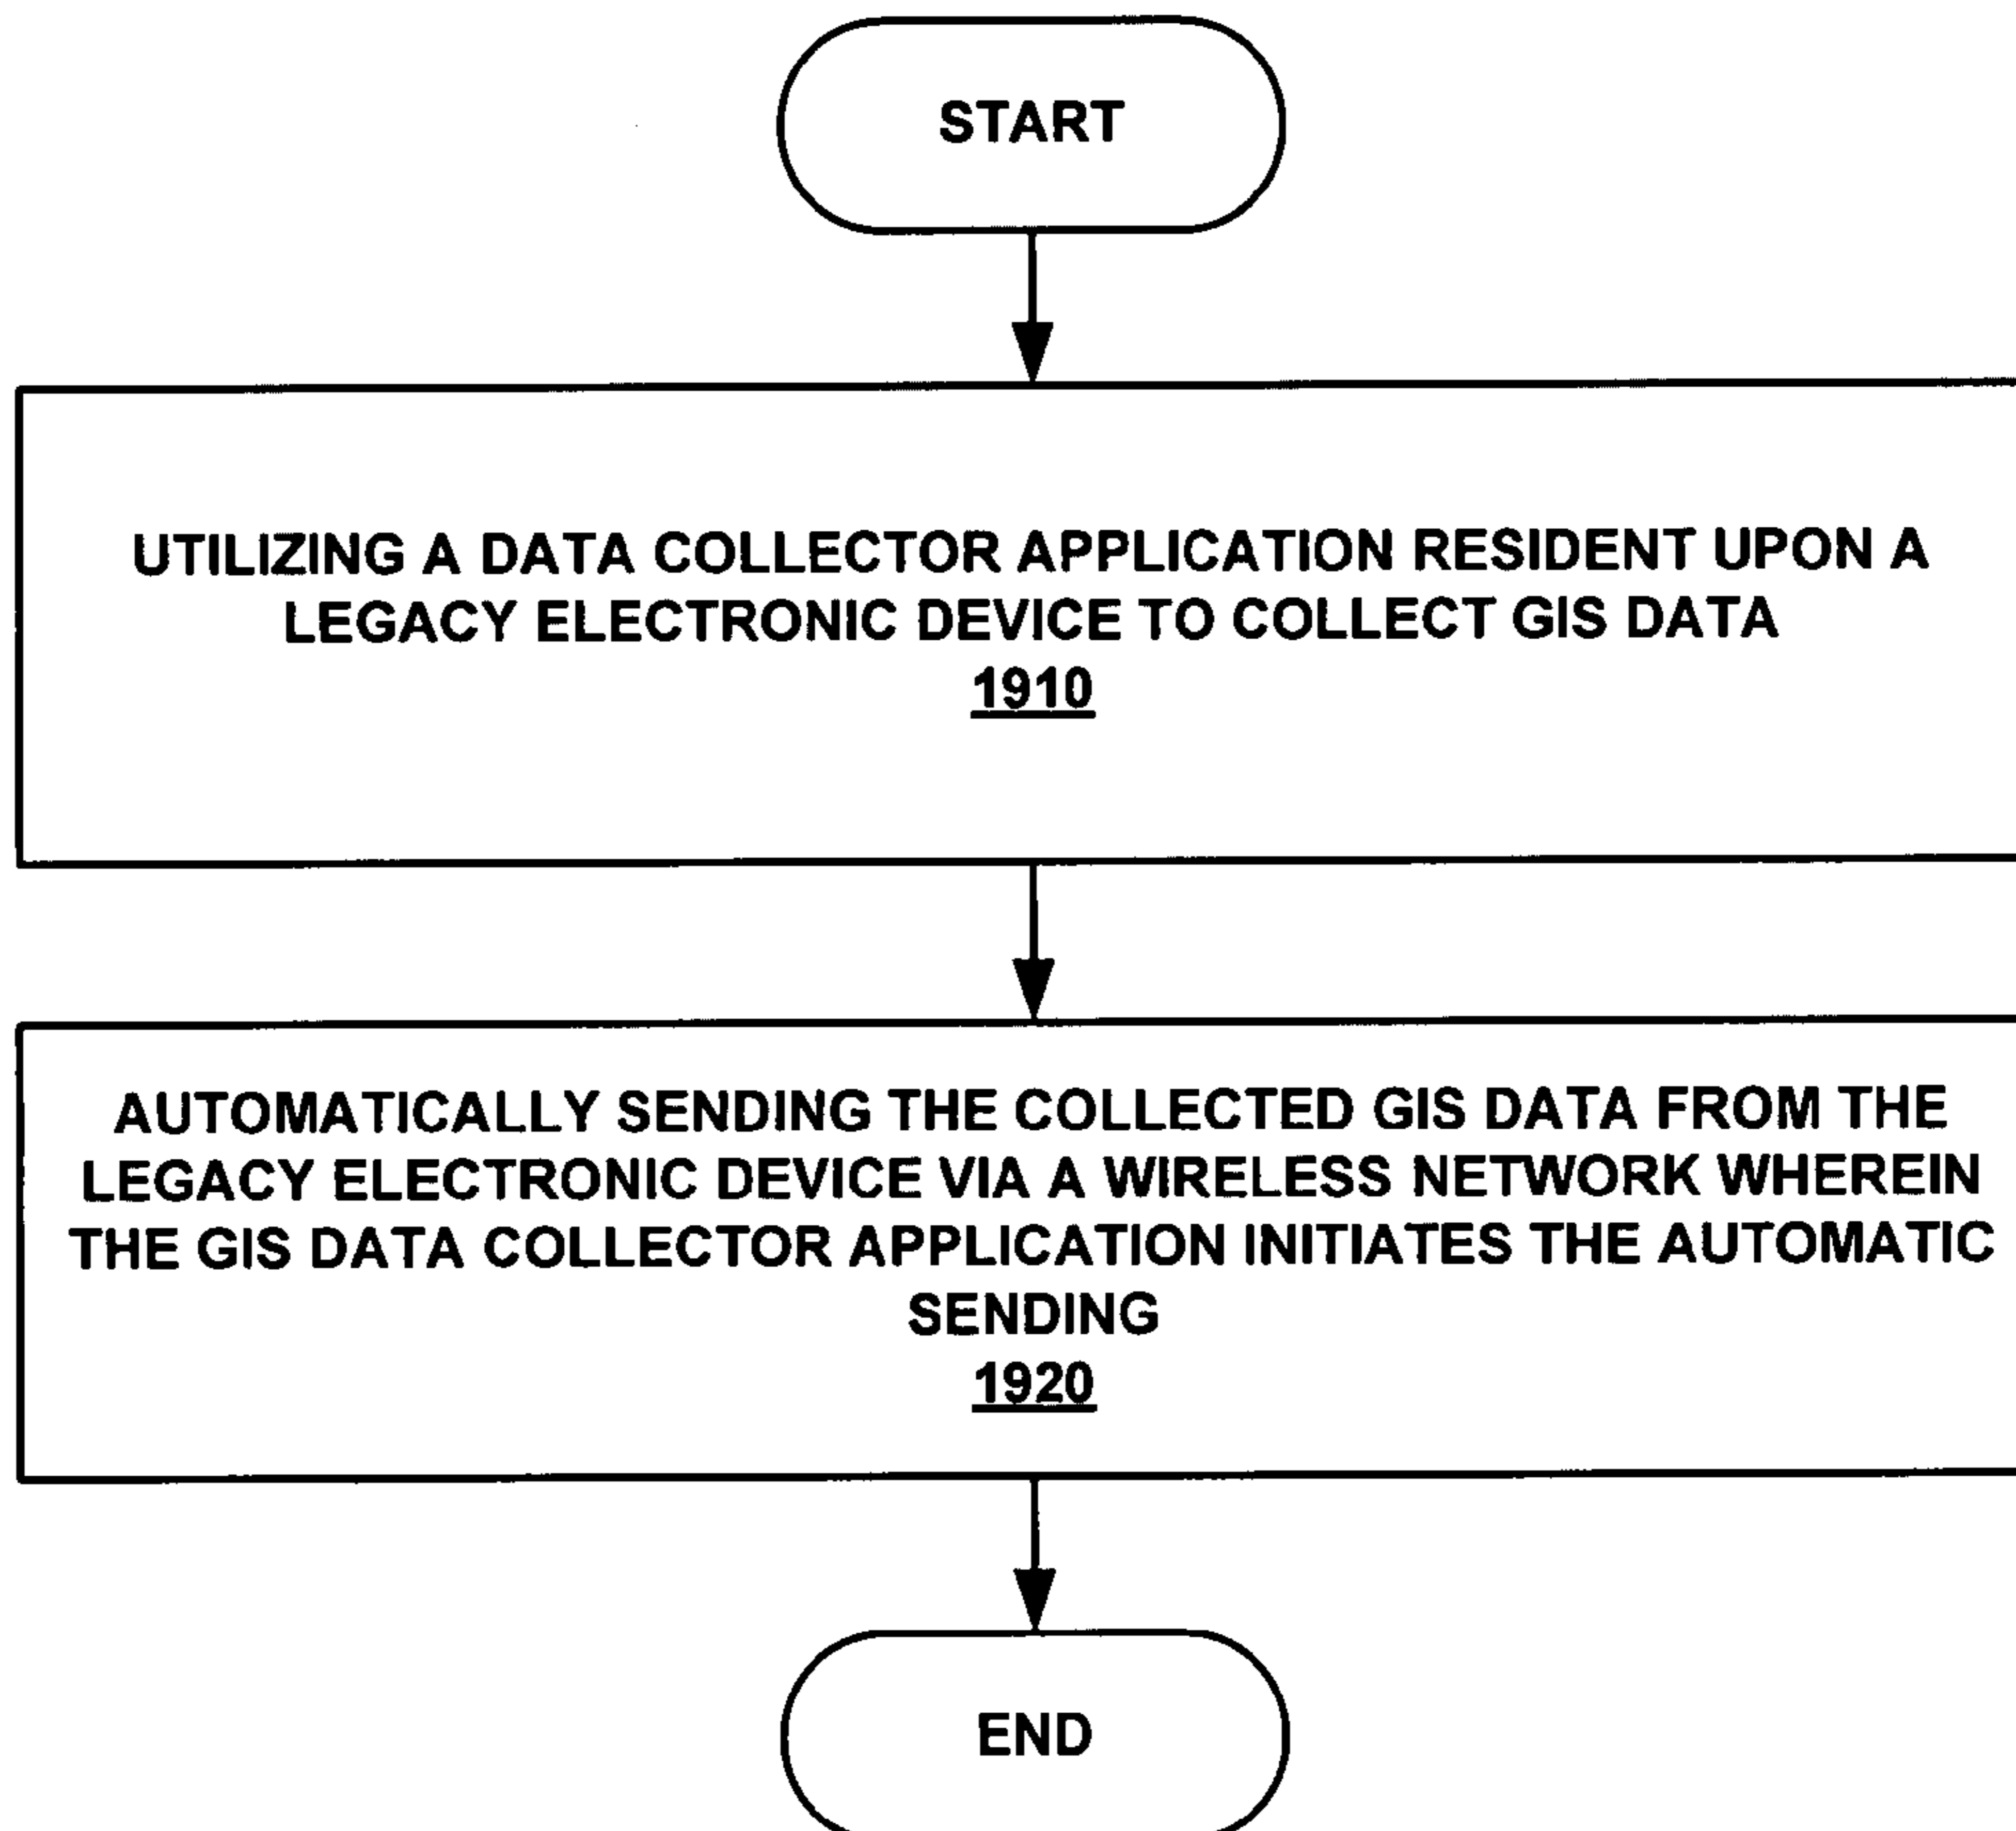 START
UTILIZING A DATA COLLECTOR APPLICATION RESIDENT UPON A
LEGACY ELECTRONIC DEVICE TO COLLECT GIS DATA
1910
AUTOMATICALLY SENDING THE COLLECTED GIS DATA FROM THE
LEGACY ELECTRONIC DEVICE VIA A WIRELESS NETWORK WHEREIN
THE GIS DATA COLLECTOR APPLICATION INITIATES THE AUTOMATIC
SENDING
1920
END